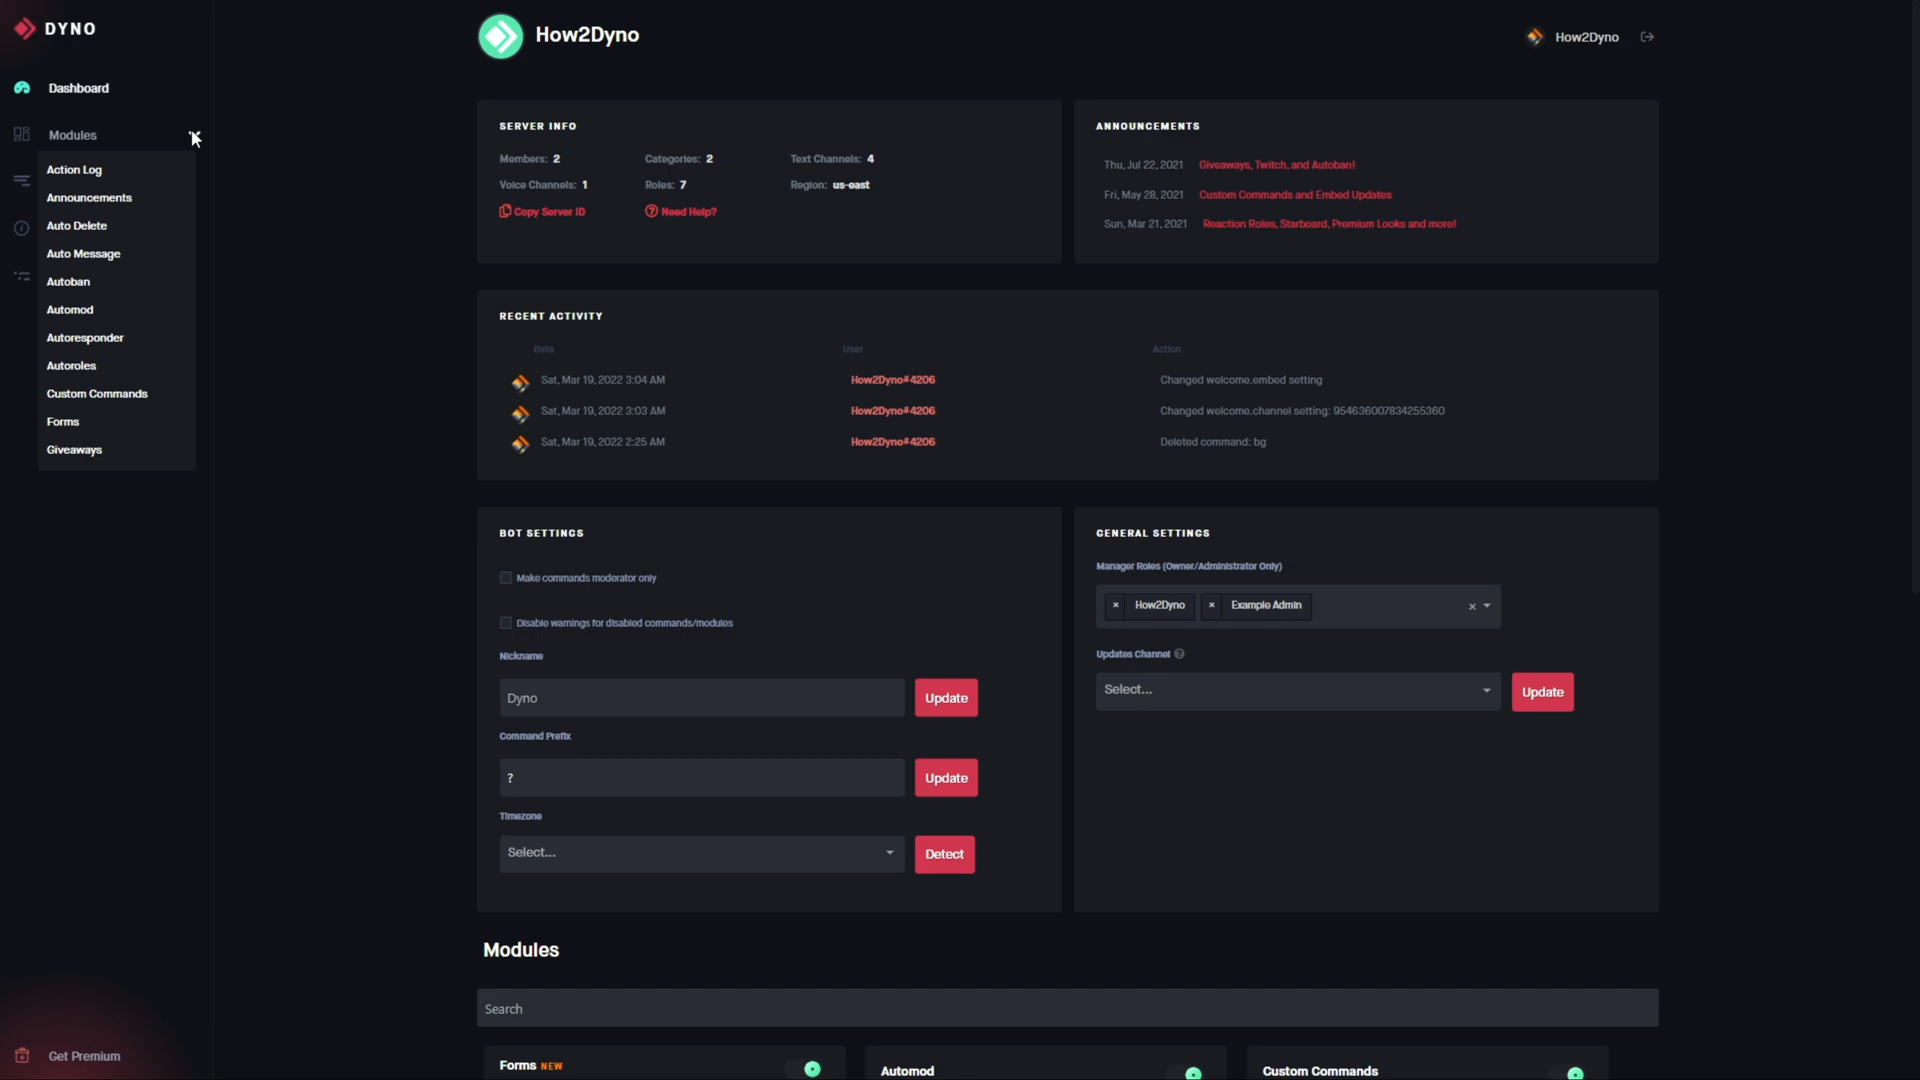 DYNO
Dashboard
Modules
Action Log
Announcements
Auto Delete
Auto Message
Autoban
Automod
Autoresponder
Autoroles
Custom Commands
Forms
Giveaways
Get Premium
How2Dyno
How2Dyno
SERVER INFO
Members: 2 Categories: 2 Text Channels: 4
Voice Channels: 1 Roles: 7 Region: us-east
Copy Server ID Need Help?
ANNOUNCEMENTS
Thu, Jul 22, 2021 Giveaways, Twitch, and Autoban!
Fri, May 28, 2021 Custom Commands and Embed Updates
Sun, Mar 21, 2021 Reaction Roles, Starboard, Premium Looks and more!
RECENT ACTIVITY
Date User Action
Sat, Mar 19, 2022 3:04 AM How2Dyno#4206 Changed welcome.embed setting
Sat, Mar 19, 2022 3:03 AM How2Dyno#4206 Changed welcome.channel setting: 954636007834255360
Sat, Mar 19, 2022 2:25 AM How2Dyno#4206 Deleted command: bg
BOT SETTINGS
Make commands moderator only
Disable warnings for disabled commands/modules
Nickname
Dyno Update
Command Prefix
? Update
Timezone
Select... Detect
GENERAL SETTINGS
Manager Roles (Owner/Administrator Only)
× How2Dyno × Example Admin ×
Updates Channel ?
Select... Update
Modules
Search
Forms NEW Automod Custom Commands